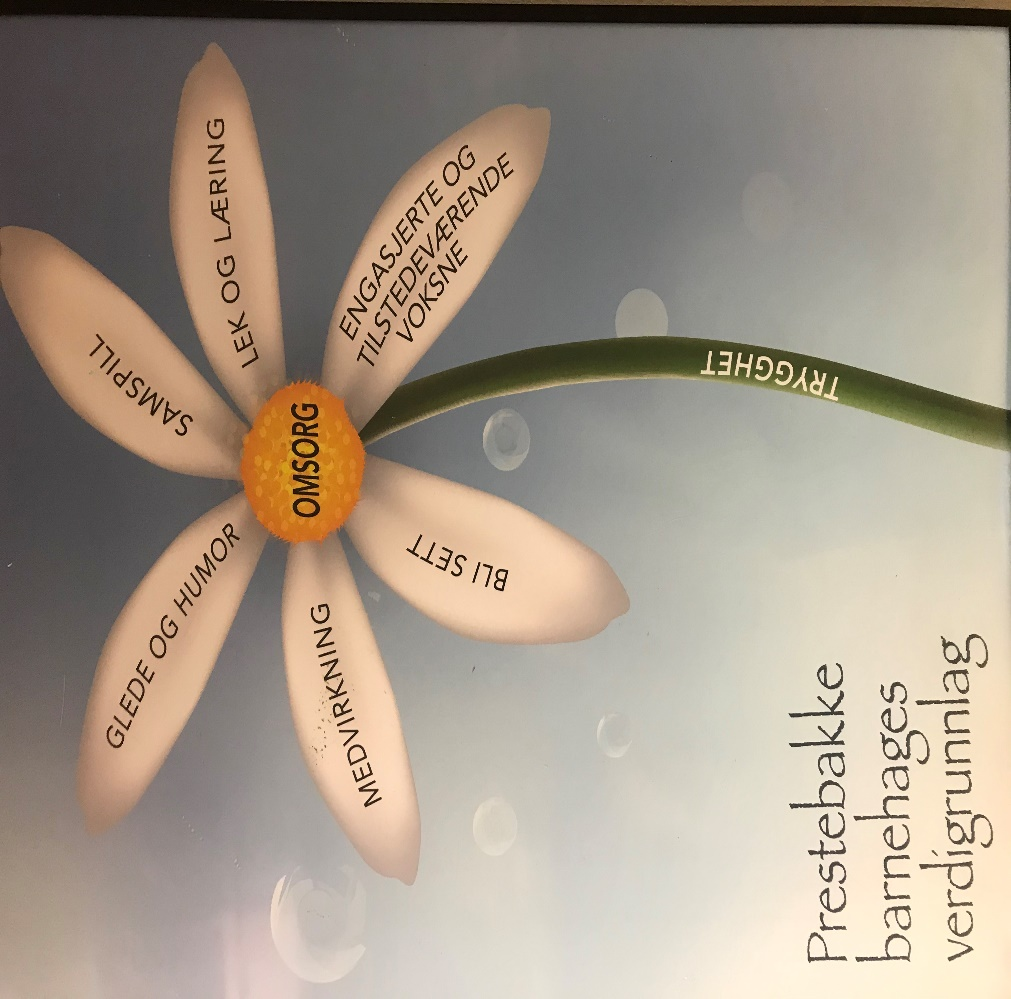 LEK OG LÆRING
ENGASJERTE OG
TILSTEDEVÆRENDE
VOKSNE
SAMSPILL
OMSORG
TRYGGHET
GLEDE OG HUMOR
MEDVIRKNING
BLI SETT
Prestebakke
barnehages
verdigrunnlag